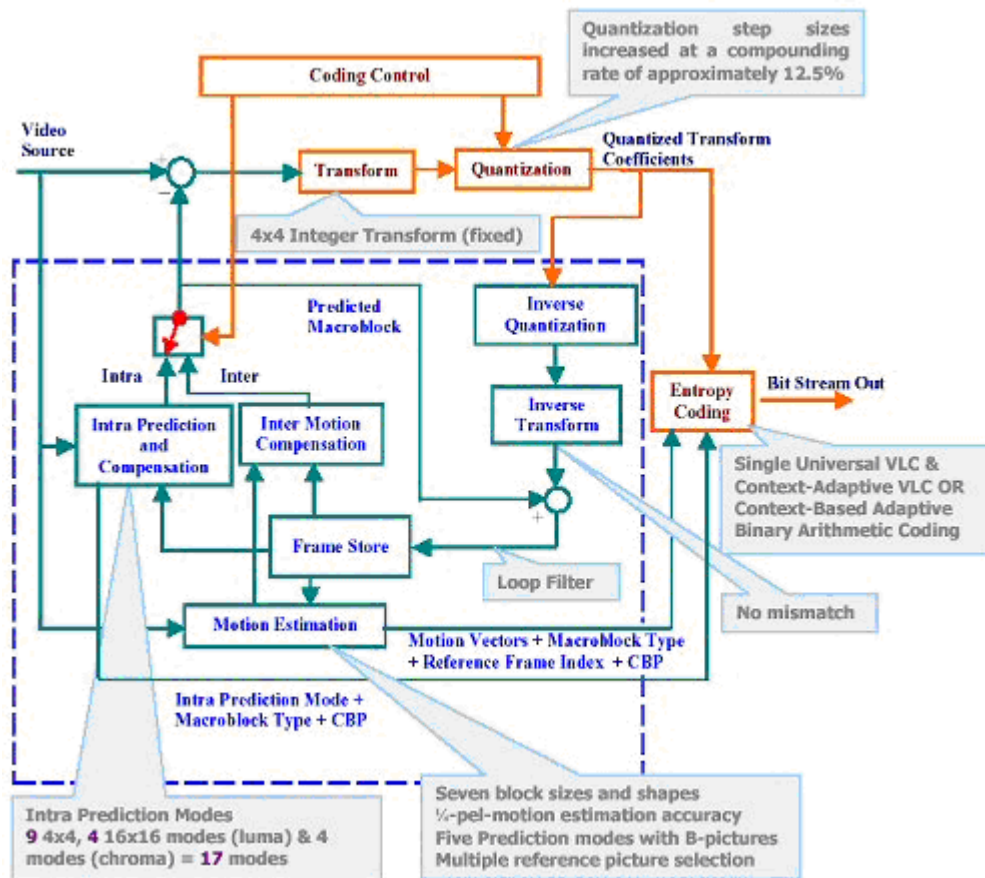 Quantization step sizes
increased at a compounding
rate of approximately 12.5%
Coding Control
Video
Source
+
−
Transform
Quantization
Quantized Transform
Coefficients
4x4 Integer Transform (fixed)
Predicted
Macroblock
Inverse
Quantization
Intra
Inter
Inverse
Transform
Entropy
Coding
Bit Stream Out
Intra Prediction
and
Compensation
Inter Motion
Compensation
Single Universal VLC &
Context-Adaptive VLC OR
Context-Based Adaptive
Binary Arithmetic Coding
+
+
Frame Store
Loop Filter
No mismatch
Motion Estimation
Motion Vectors + Macroblock Type
+ Reference Frame Index + CBP
Intra Prediction Mode +
Macroblock Type + CBP
Intra Prediction Modes
9 4x4, 4 16x16 modes (luma) & 4
modes (chroma) = 17 modes
Seven block sizes and shapes
¼-pel-motion estimation accuracy
Five Prediction modes with B-pictures
Multiple reference picture selection